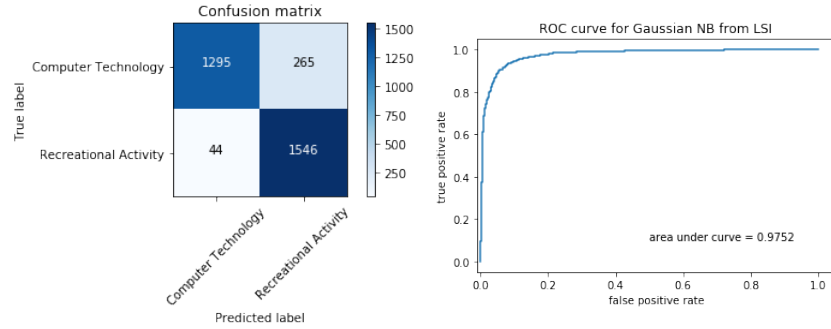 Confusion matrix
True label
Computer Technology
Recreational Activity
1295
265
44
1546
Computer Technology
Recreational Activity
Predicted label
1500
1250
1000
750
500
250
ROC curve for Gaussian NB from LSI
true positive rate
1.0
0.8
0.6
0.4
0.2
0.0
area under curve = 0.9752
0.0
0.2
0.4
0.6
0.8
1.0
false positive rate